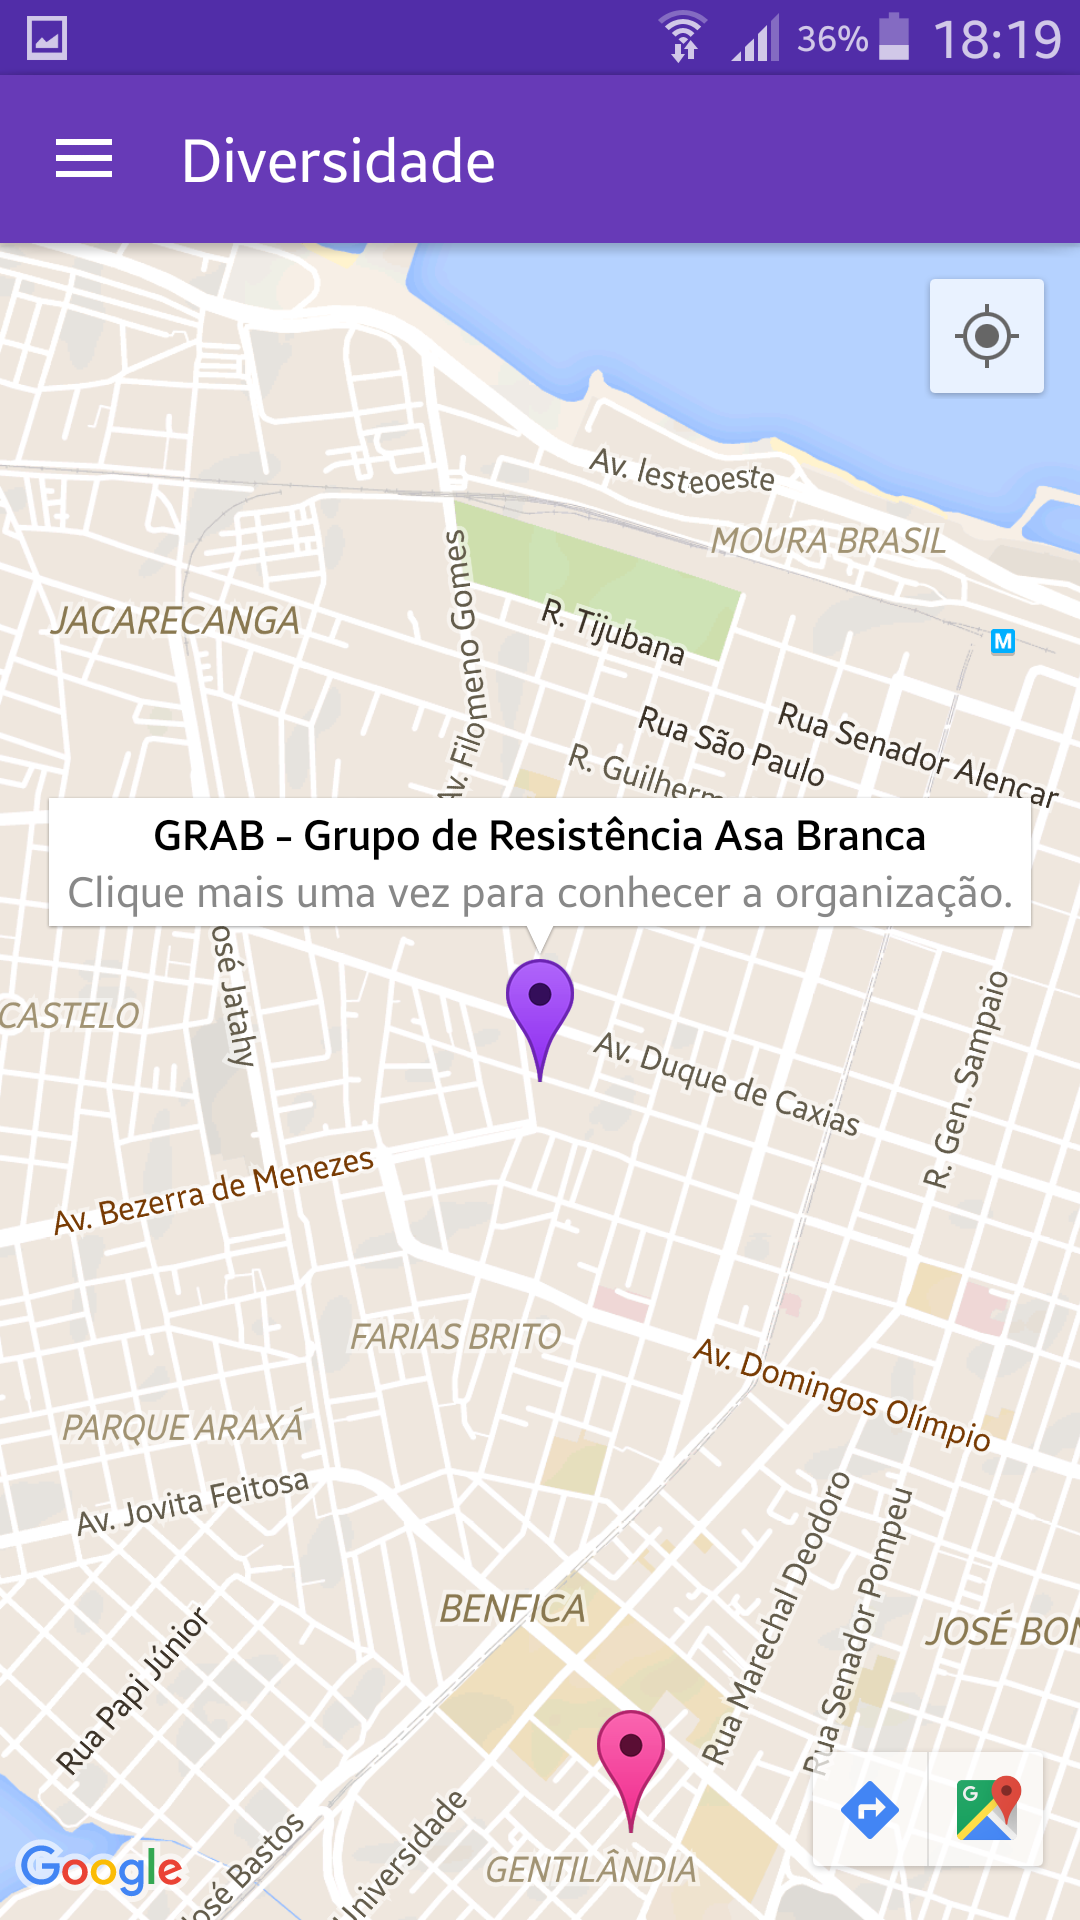 36% 18:19
Diversidade
Av. lesteoeste
MOURA BRASIL
Av. Filomeno Gomes
JACARECANGA
R. Tijubana
M
Rua São Paulo
Rua Senador Alencar
R. Guilherm
GRAB - Grupo de Resistência Asa Branca
Clique mais uma vez para conhecer a organização.
osé Jatahy
CASTELO
Av. Duque de Caxias
R. Gen. Sampaio
Av. Bezerra de Menezes
FARIAS BRITO
Av. Domingos Olímpio
PARQUE ARAXÁ
Av. Jovita Feitosa
Rua Marechal Deodoro
Rua Senador Pompeu
BENFICA
JOSÉ BON
Rua Papi Júnior
G
Google
osé Bastos
Universidade
GENTILÂNDIA